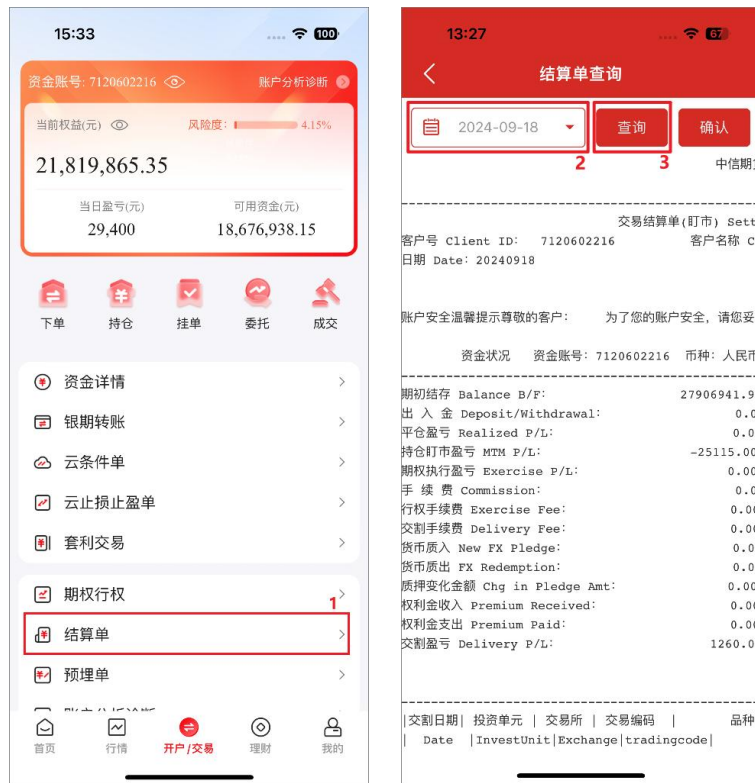 15:33
100
资金账号: 7120602216
账户分析诊断
当前权益(元)
风险度:
4.15%
21,819,865.35
当日盈亏(元)
可用资金(元)
29,400
18,676,938.15
下单
持仓
挂单
委托
成交
资金详情
银期转账
云条件单
云止损止盈单
套利交易
期权行权
1
结算单
预埋单
首页
行情
开户/交易
理财
我的
13:27
67
结算单查询
2024-09-18
查询
确认
2
3
中信期
交易结算单(盯市) Sett
客户号 Client ID: 7120602216 客户名称 C
日期 Date: 20240918
账户安全温馨提示尊敬的客户: 为了您的账户安全, 请您妥
资金状况 资金账号: 7120602216 币种: 人民币
期初结存 Balance B/F: 27906941.9
出 入 金 Deposit/Withdrawal: 0.0
平仓盈亏 Realized P/L: 0.0
持仓盯市盈亏 MTM P/L: -25115.00
期权执行盈亏 Exercise P/L: 0.00
手 续 费 Commission: 0.0
行权手续费 Exercise Fee: 0.00
交割手续费 Delivery Fee: 0.00
货币质入 New FX Pledge: 0.0
货币质出 FX Redemption: 0.0
质押变化金额 Chg in Pledge Amt: 0.00
权利金收入 Premium Received: 0.00
权利金支出 Premium Paid: 0.00
交割盈亏 Delivery P/L: 1260.0
|交割日期| 投资单元 | 交易所 | 交易编码 | 品种
| Date |InvestUnit|Exchange|tradingcode|